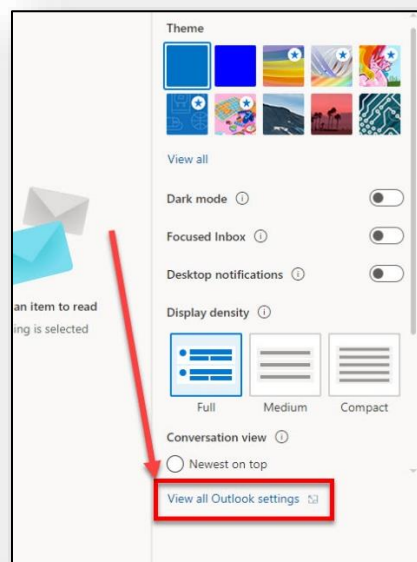 Theme
View all
Dark mode
Focused Inbox
Desktop notifications
an item to read
Display density
ing is selected
Full Medium Compact
Conversation view
Newest on top
View all Outlook settings